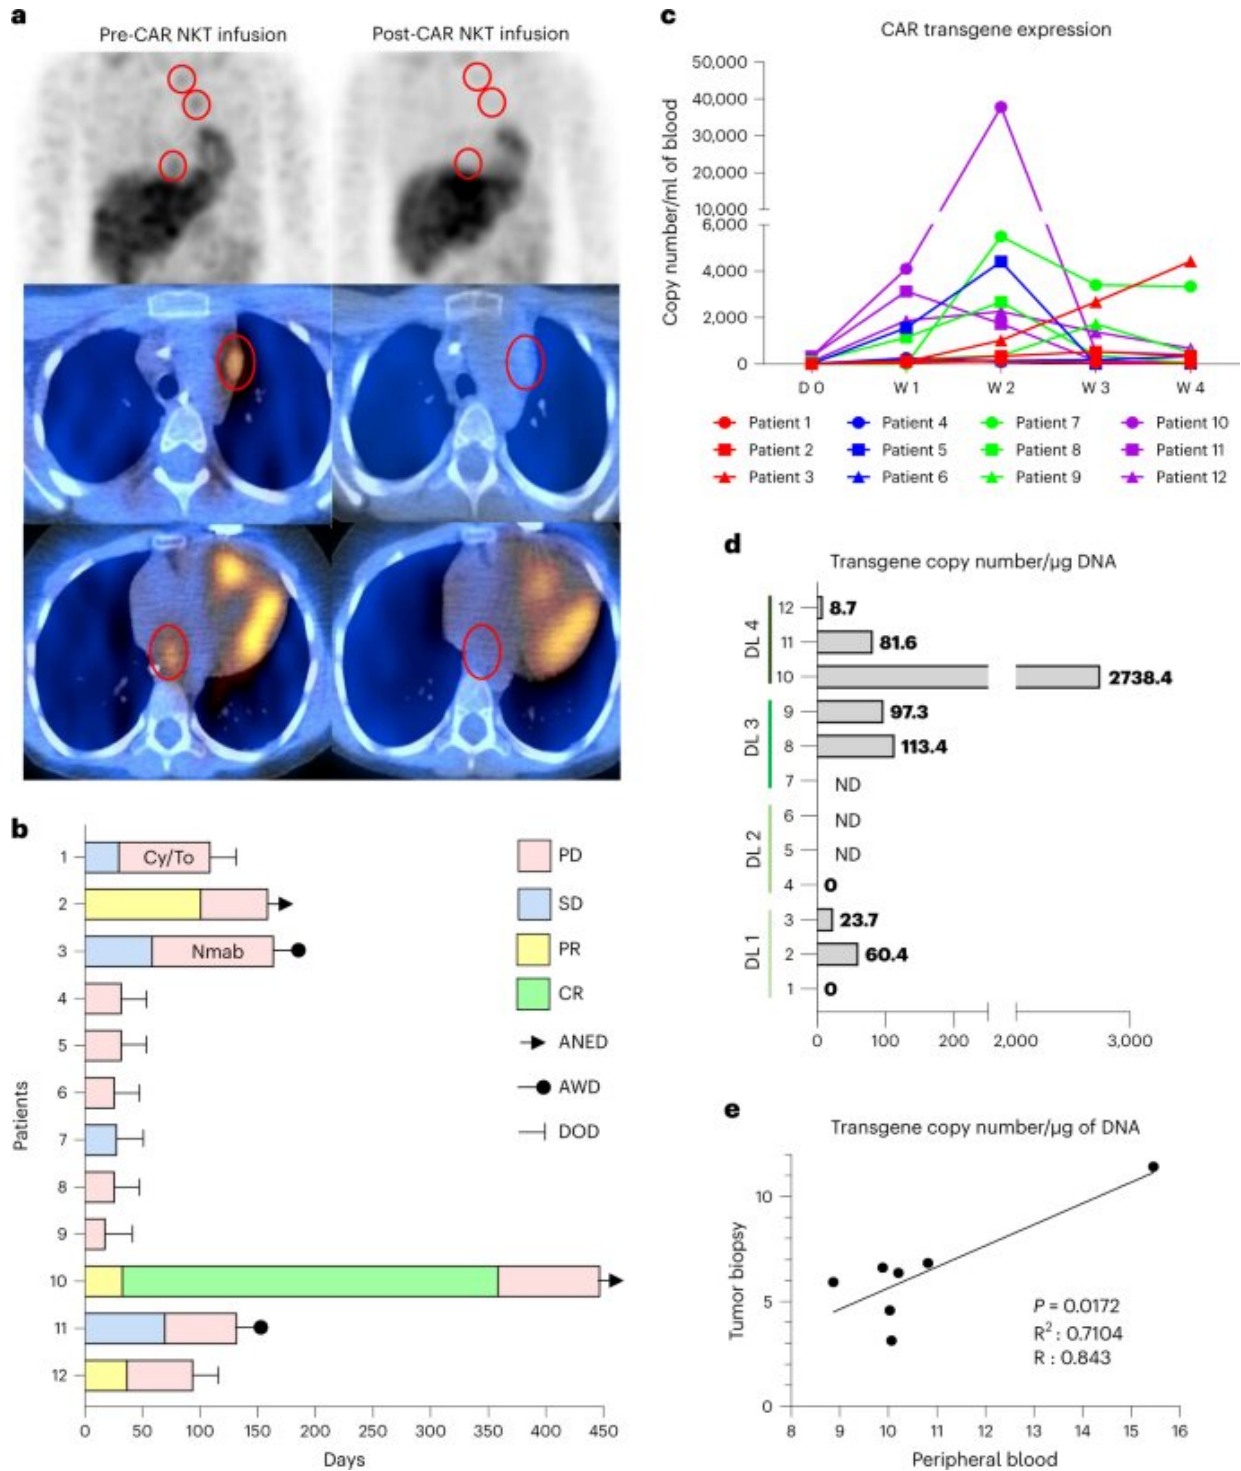 a
Pre-CAR NKT infusion
Post-CAR NKT infusion
b
Patients
1
2
3
4
5
6
7
8
9
10
11
12
Cy/To
Nmab
PD
SD
PR
CR
ANED
AWD
DOD
0 50 100 150 200 250 300 350 400 450
Days
c
CAR transgene expression
Copy number/ml of blood
50,000
40,000
30,000
20,000
10,000
6,000
4,000
2,000
0
D 0 W 1 W 2 W 3 W 4
Patient 1 Patient 4 Patient 7 Patient 10
Patient 2 Patient 5 Patient 8 Patient 11
Patient 3 Patient 6 Patient 9 Patient 12
d
Transgene copy number/µg DNA
DL 4
12 8.7
11 81.6
10 2738.4
DL 3
9 97.3
8 113.4
7 ND
DL 2
6 ND
5 ND
4 0
DL 1
3 23.7
2 60.4
1 0
0 100 200 2,000 3,000
e
Transgene copy number/µg of DNA
Tumor biopsy
10
5
0
P = 0.0172
R² : 0.7104
R : 0.843
8 9 10 11 12 13 14 15 16
Peripheral blood